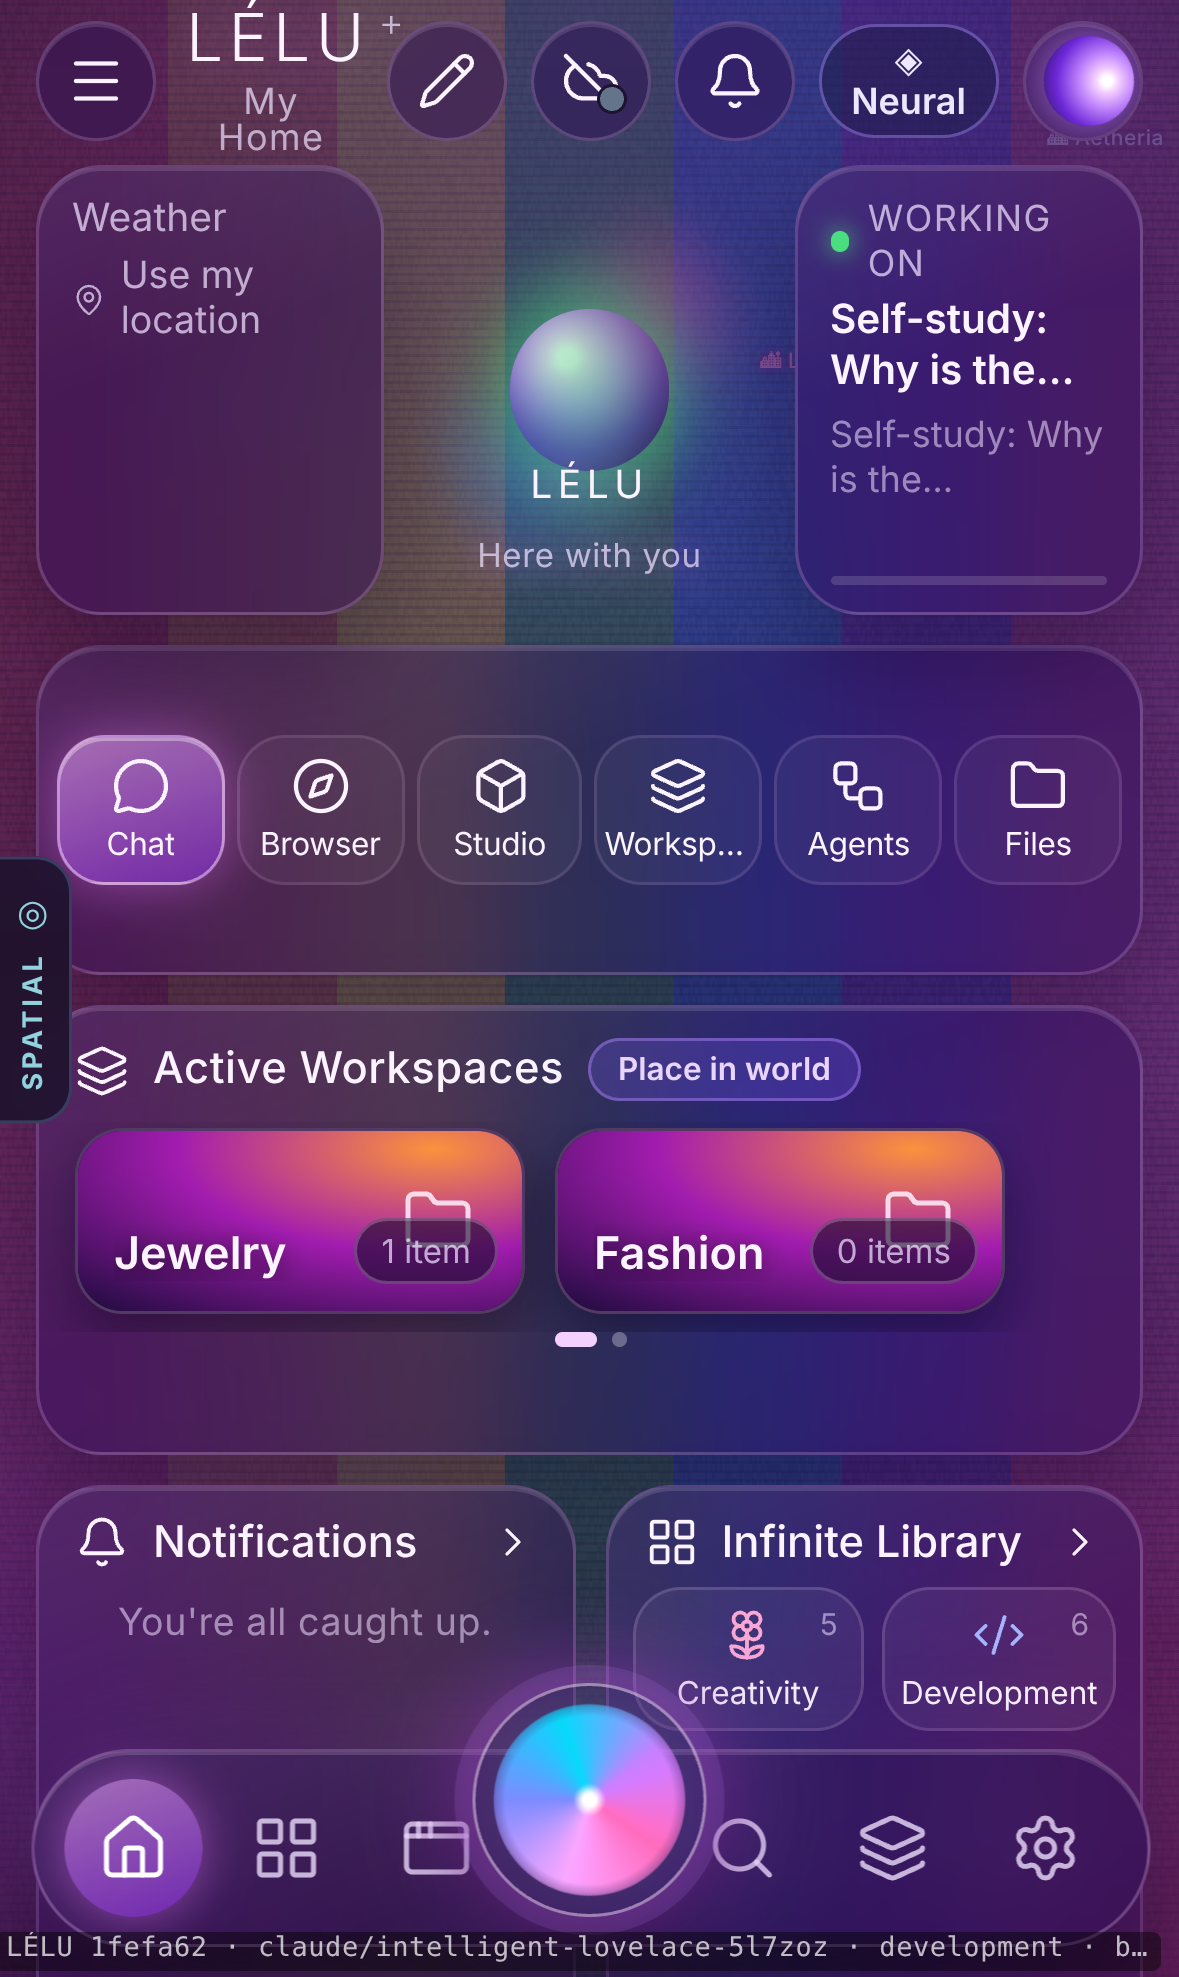 LÉLU +
My
Home
Neural
Aetheria
Weather
Use my
location
LÉLU
Here with you
WORKING
ON
Self-study:
Why is the...
Self-study: Why
is the...
Chat
Browser
Studio
Worksp...
Agents
Files
SPATIAL
Active Workspaces
Place in world
Jewelry
1 item
Fashion
0 items
Notifications
You're all caught up.
Infinite Library
5
Creativity
6
Development
LÉLU 1fefa62 · claude/intelligent-lovelace-5l7zoz · development · b…